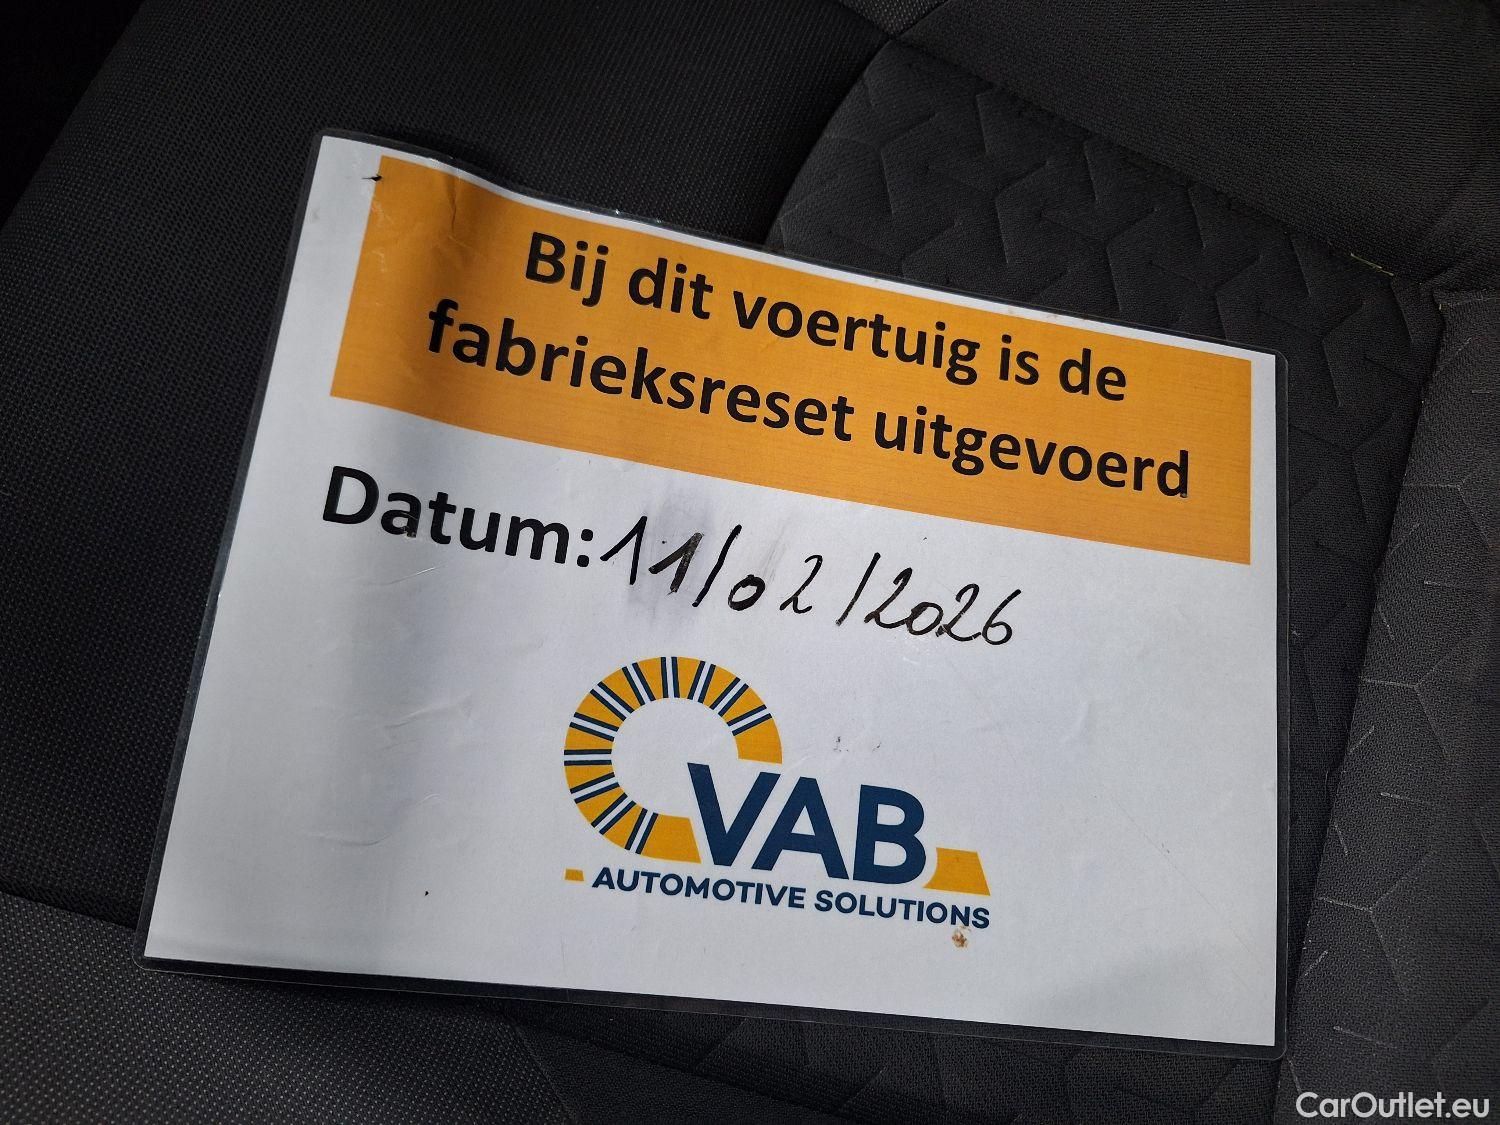 Bij dit voertuig is de
fabrieksreset uitgevoerd
Datum: 11/02/2026
VAB
AUTOMOTIVE SOLUTIONS
CarOutlet.eu